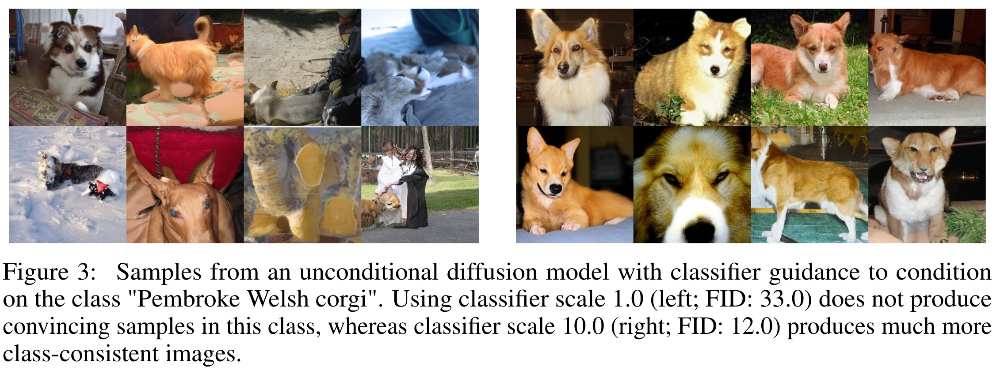 Figure 3: Samples from an unconditional diffusion model with classifier guidance to condition
on the class "Pembroke Welsh corgi". Using classifier scale 1.0 (left; FID: 33.0) does not produce
convincing samples in this class, whereas classifier scale 10.0 (right; FID: 12.0) produces much more
class-consistent images.